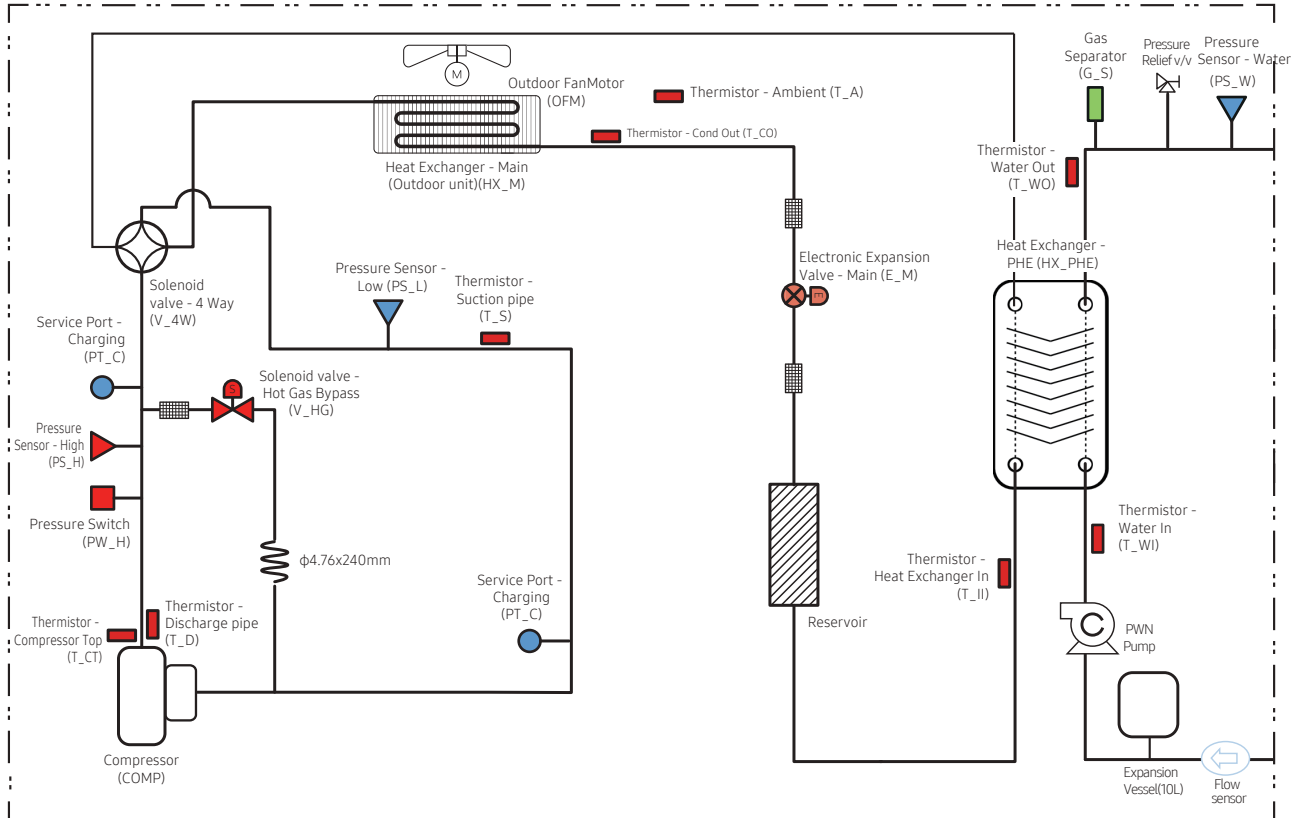 M
Outdoor FanMotor
(OFM)
Thermistor - Ambient (T_A)
Thermistor - Cond Out (T_CO)
Heat Exchanger - Main
(Outdoor unit)(HX_M)
Gas
Separator
(G_S)
Pressure
Relief v/v
Pressure
Sensor - Water
(PS_W)
Thermistor -
Water Out
(T_WO)
Heat Exchanger -
PHE (HX_PHE)
Solenoid
valve - 4 Way
(V_4W)
Pressure Sensor -
Low (PS_L)
Thermistor -
Suction pipe
(T_S)
Electronic Expansion
Valve - Main (E_M)
E
Service Port -
Charging
(PT_C)
S
Solenoid valve -
Hot Gas Bypass
(V_HG)
Pressure
Sensor - High
(PS_H)
Pressure Switch
(PW_H)
ϕ4.76x240mm
Thermistor -
Discharge pipe
(T_D)
Thermistor -
Compressor Top
(T_CT)
Compressor
(COMP)
Service Port -
Charging
(PT_C)
Reservoir
Thermistor -
Heat Exchanger In
(T_II)
Thermistor -
Water In
(T_WI)
C
PWN
Pump
Expansion
Vessel(10L)
Flow
sensor